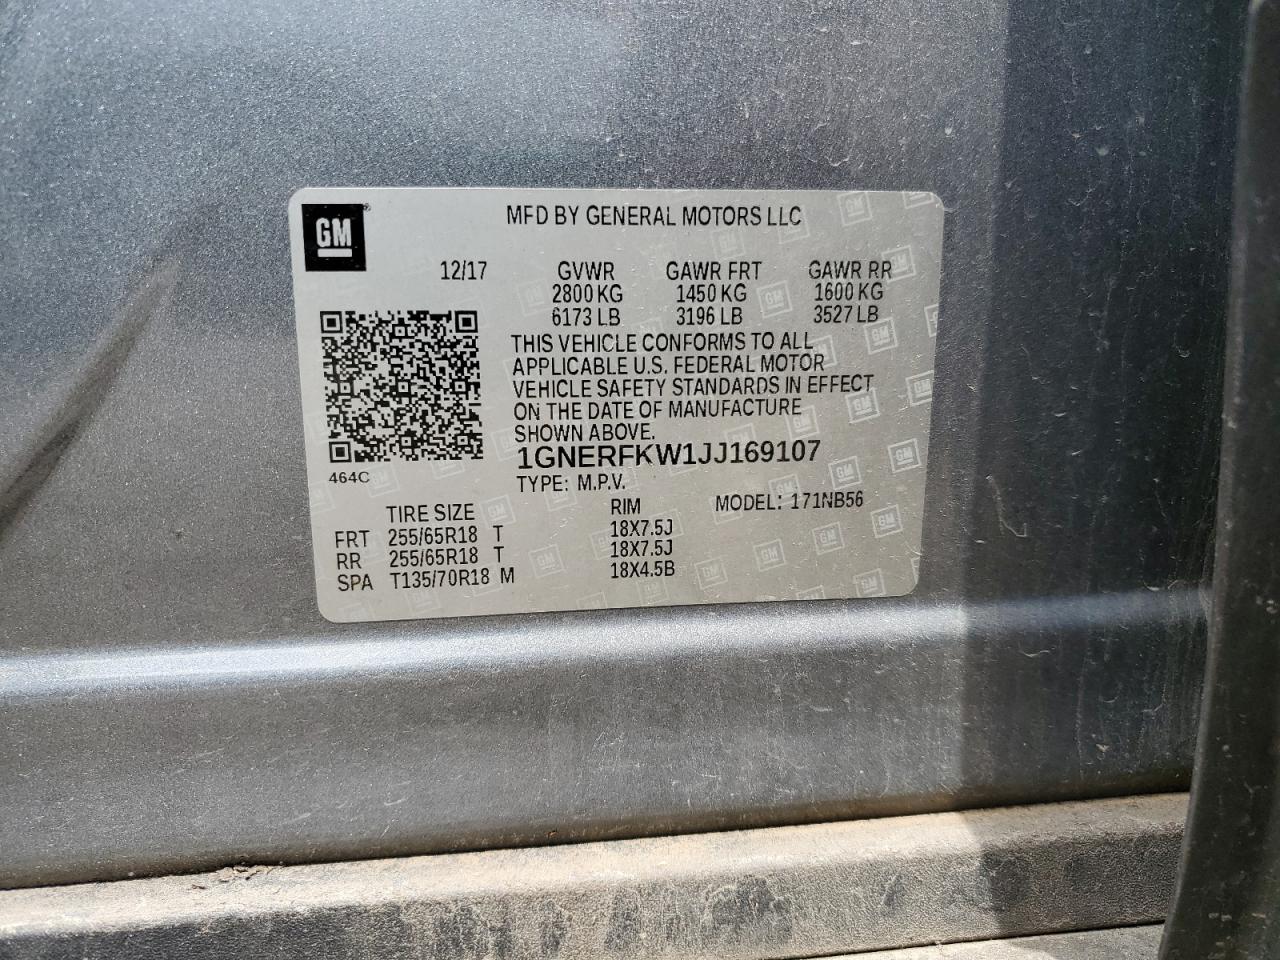 GM
MFD BY GENERAL MOTORS LLC
12/17 GVWR GAWR FRT GAWR RR
2800 KG 1450 KG 1600 KG
6173 LB 3196 LB 3527 LB
THIS VEHICLE CONFORMS TO ALL
APPLICABLE U.S. FEDERAL MOTOR
VEHICLE SAFETY STANDARDS IN EFFECT
ON THE DATE OF MANUFACTURE
SHOWN ABOVE.
1GNERFKW1JJ169107
464C
TYPE: M.P.V.
TIRE SIZE RIM MODEL: 171NB56
FRT 255/65R18 T 18X7.5J
RR 255/65R18 T 18X7.5J
SPA T135/70R18 M 18X4.5B